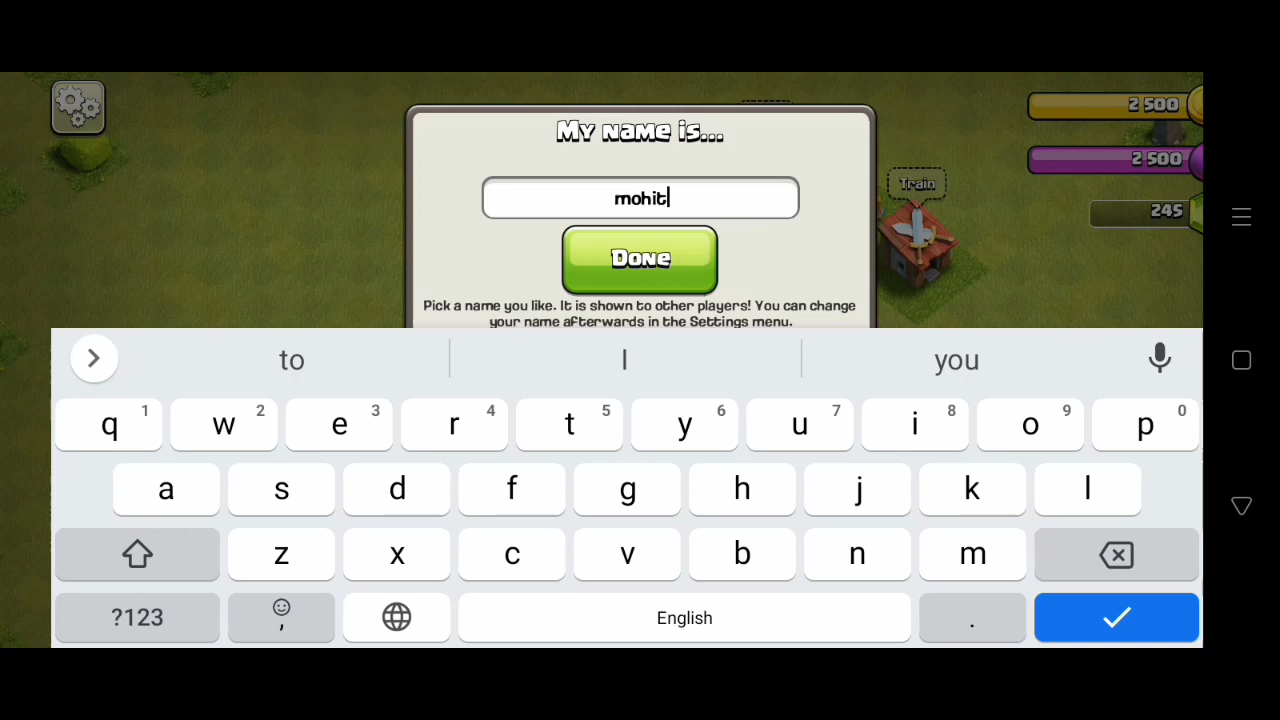 My name is...
2 500
2 500
Train
245
mohit
Done
Pick a name you like. It is shown to other players! You can change
your name afterwards in the Settings menu.
to I you
q 1 w 2 e 3 r 4 t 5 y 6 u 7 i 8 o 9 p 0
a s d f g h j k l
z x c v b n m
?123 , English .